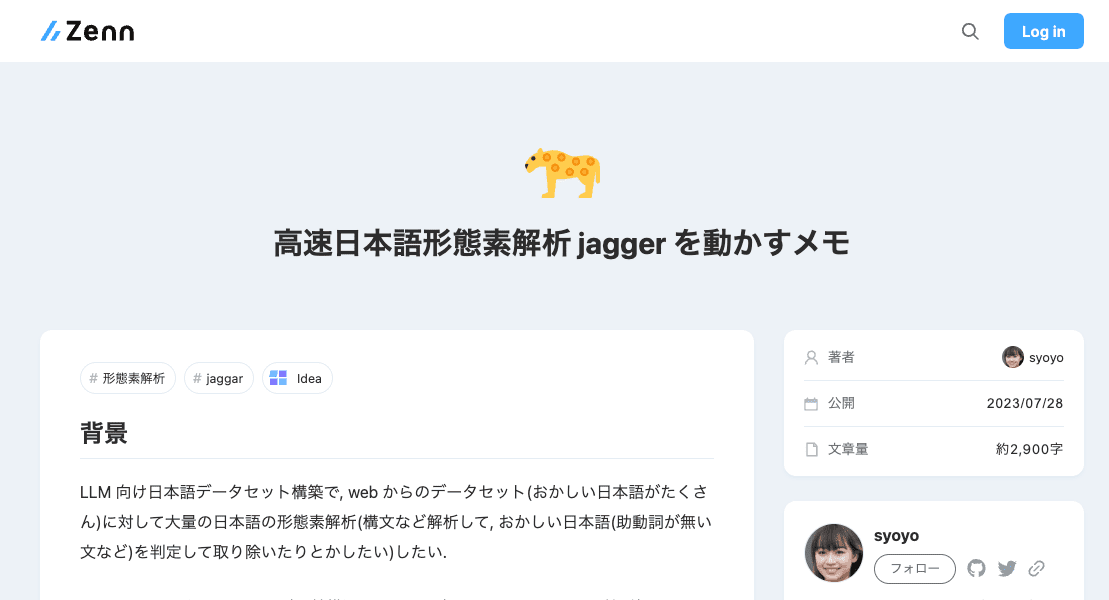 Zenn
Log in
高速日本語形態素解析 jagger を動かすメモ
# 形態素解析
# jaggar
Idea
背景
LLM 向け日本語データセット構築で, web からのデータセット(おかしい日本語がたくさ
ん)に対して大量の日本語の形態素解析(構文など解析して, おかしい日本語(助動詞が無い
文など)を判定して取り除いたりとかしたい)したい.
著者
syoyo
公開
2023/07/28
文章量
約2,900字
syoyo
フォロー